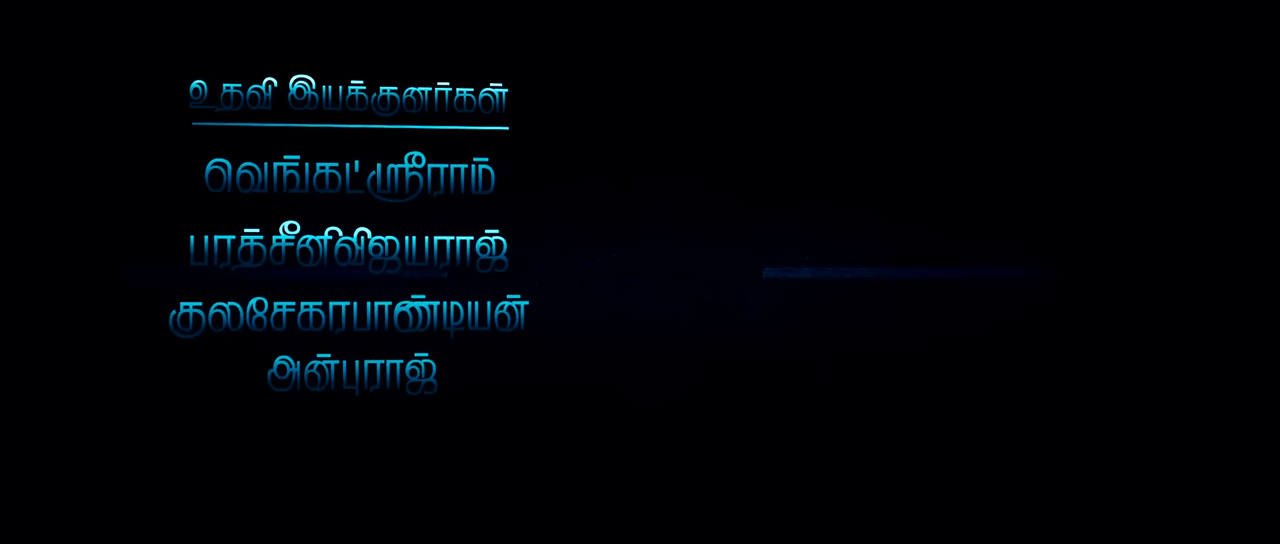 உதவி இயக்குனர்கள்
வெங்கட்ஸ்ரீராம்
பரத்சீனிவிஜயராஜ்
குலசேகரபாண்டியன்
அன்புராஜ்